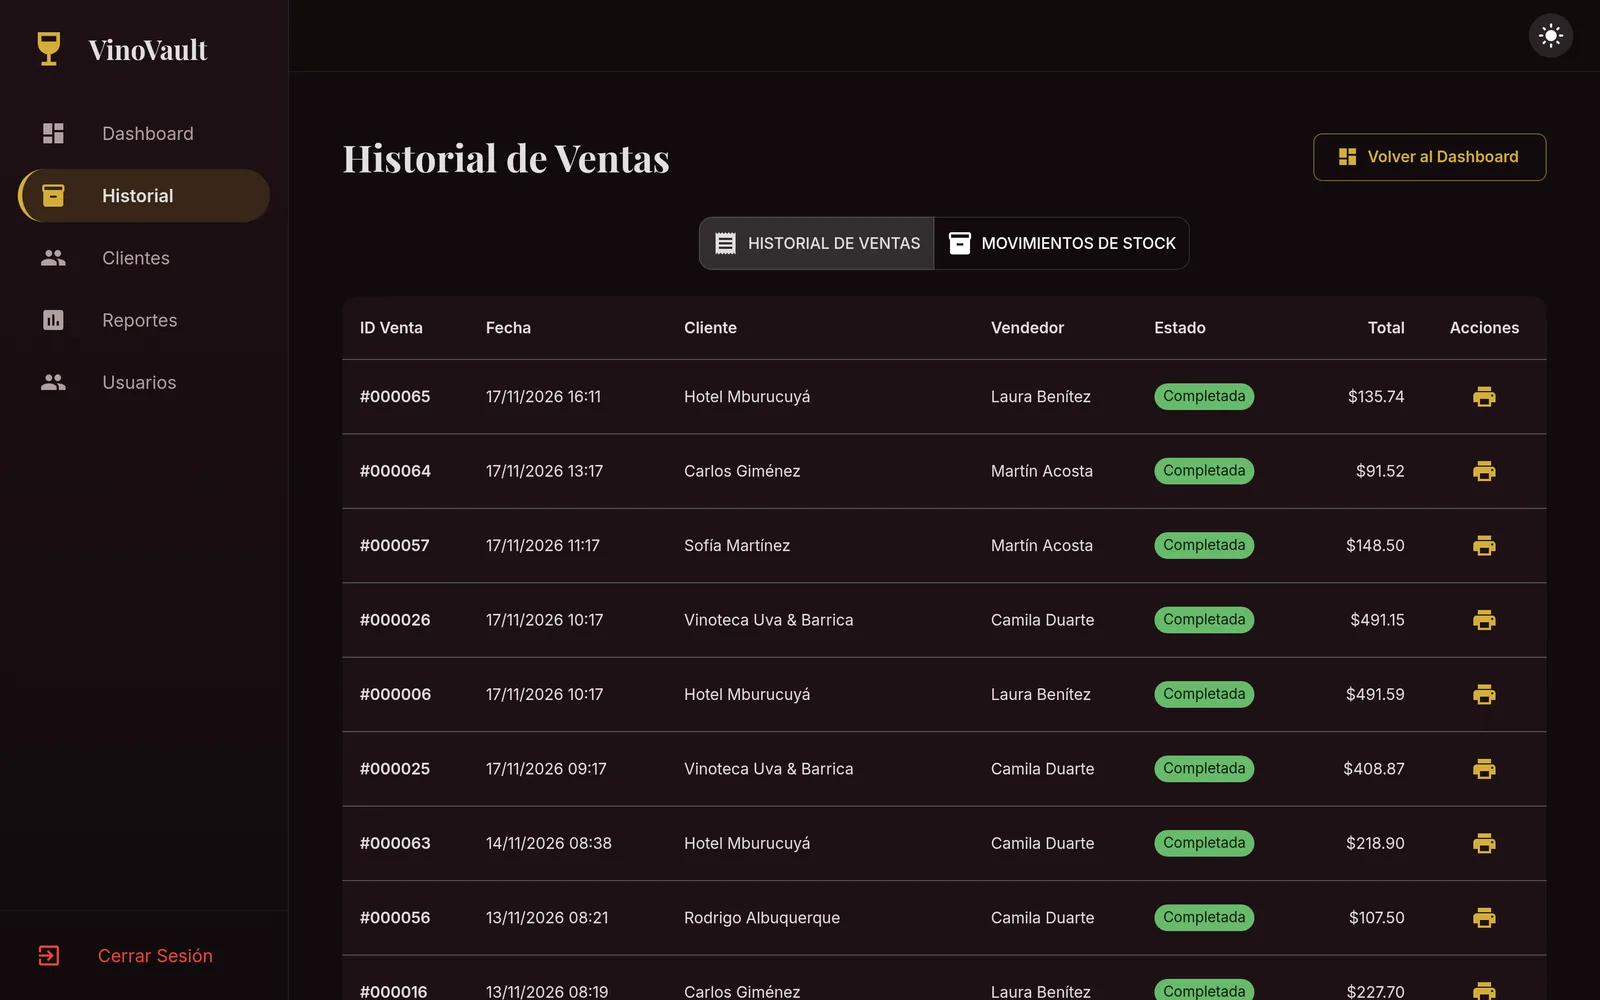 VinoVault
Dashboard
Historial
Clientes
Reportes
Usuarios
Cerrar Sesión
Historial de Ventas
Volver al Dashboard
HISTORIAL DE VENTAS
MOVIMIENTOS DE STOCK
ID Venta Fecha Cliente Vendedor Estado Total Acciones
#000065 17/11/2026 16:11 Hotel Mburucuyá Laura Benítez Completada $135.74
#000064 17/11/2026 13:17 Carlos Giménez Martín Acosta Completada $91.52
#000057 17/11/2026 11:17 Sofía Martínez Martín Acosta Completada $148.50
#000026 17/11/2026 10:17 Vinoteca Uva & Barrica Camila Duarte Completada $491.15
#000006 17/11/2026 10:17 Hotel Mburucuyá Laura Benítez Completada $491.59
#000025 17/11/2026 09:17 Vinoteca Uva & Barrica Camila Duarte Completada $408.87
#000063 14/11/2026 08:38 Hotel Mburucuyá Camila Duarte Completada $218.90
#000056 13/11/2026 08:21 Rodrigo Albuquerque Camila Duarte Completada $107.50
#000016 13/11/2026 08:19 Carlos Giménez Laura Benítez Completada $227.70